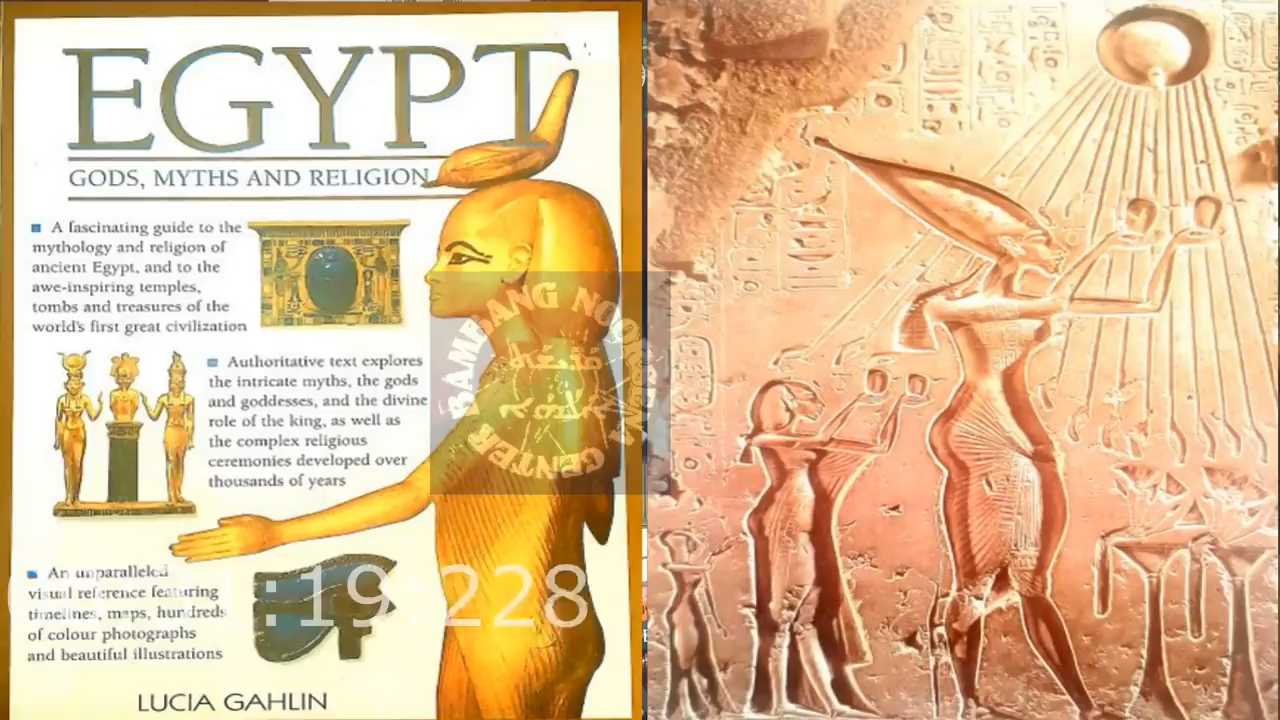 EGYPT
GODS, MYTHS AND RELIGION
A fascinating guide to the
mythology and religion of
ancient Egypt, and to the
awe-inspiring temples,
tombs and treasures of the
world's first great civilization
Authoritative text explores
the intricate myths, the gods
and goddesses, and the divine
role of the king, as well as
the complex religious
ceremonies developed over
thousands of years
An unparalleled
visual reference featuring
timelines, maps, hundreds
of colour photographs
and beautiful illustrations
LUCIA GAHLIN
BAMBANG NOORSENA
CENTER
1:19:228